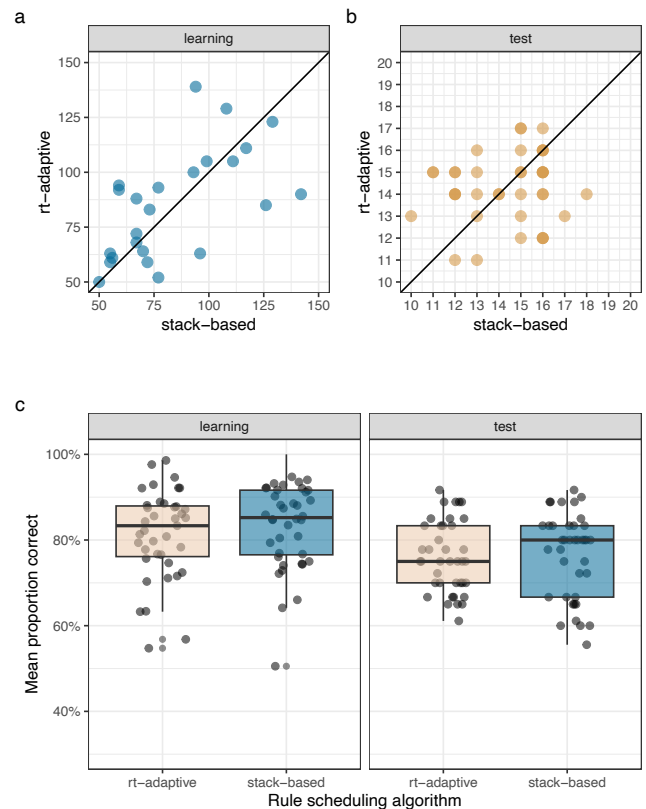 a
b
learning
test
150
125
100
75
50
rt−adaptive
50 75 100 125 150
stack−based
20
19
18
17
16
15
14
13
12
11
10
rt−adaptive
10 11 12 13 14 15 16 17 18 19 20
stack−based
c
learning
test
100%
80%
60%
40%
Mean proportion correct
rt−adaptive stack−based rt−adaptive stack−based
Rule scheduling algorithm